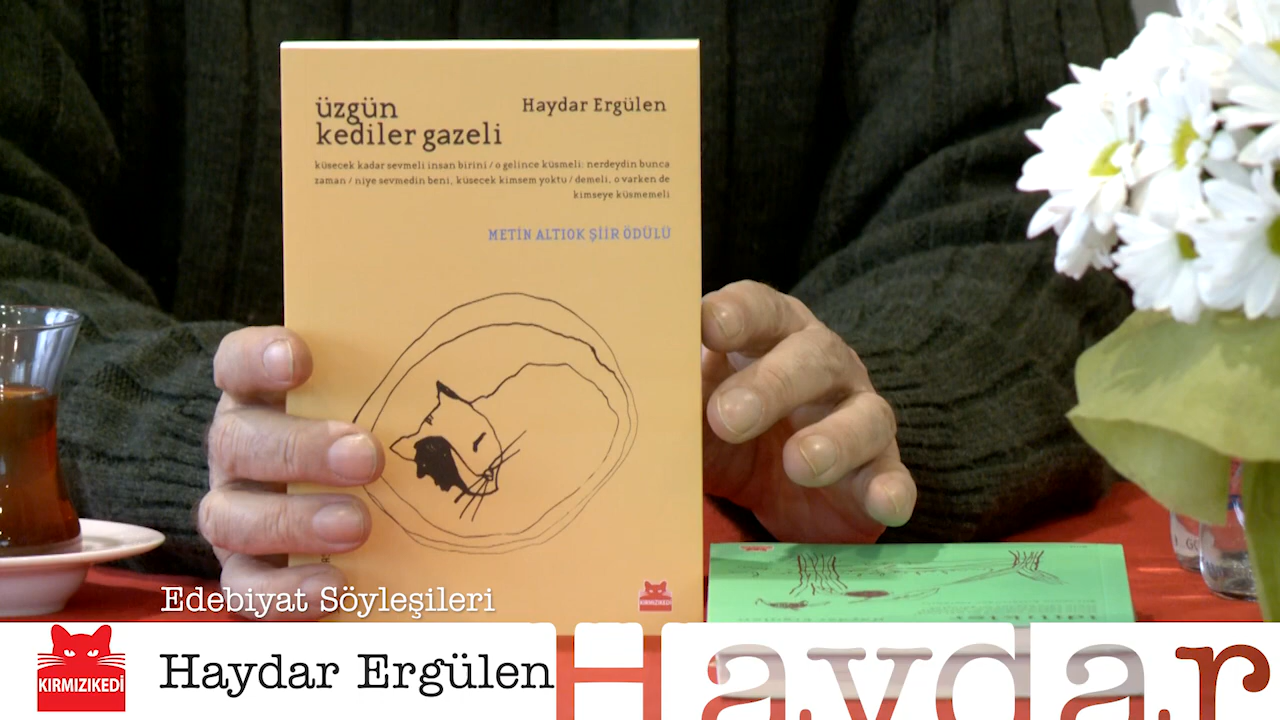 üzgün
kediler gazeli
Haydar Ergülen
küsecek kadar sevmeli insan birini / o gelince küsmeli: nerdeydin bunca
zaman / niye sevmedin beni, küsecek kimsem yoktu / demeli, o varken de
kimseye küsmemeli
METİN ALTIOK ŞİİR ÖDÜLÜ
KIRMIZIKEDİ
Edebiyat Söyleşileri
KIRMIZIKEDİ
Haydar Ergülen
Haydar